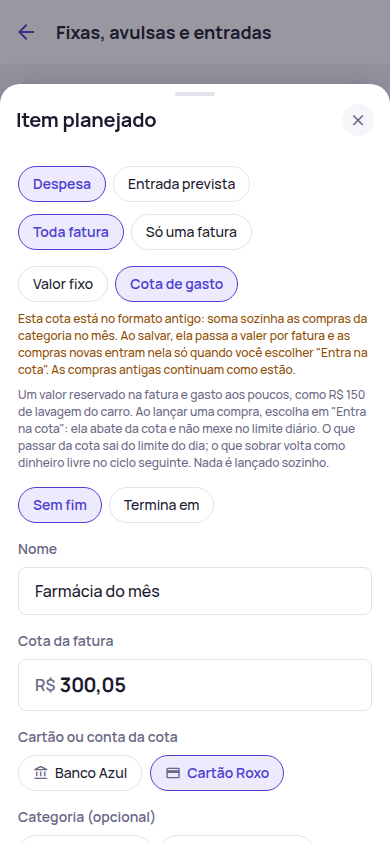 Fixas, avulsas e entradas
Item planejado
Despesa
Entrada prevista
Toda fatura
Só uma fatura
Valor fixo
Cota de gasto
Esta cota está no formato antigo: soma sozinha as compras da
categoria no mês. Ao salvar, ela passa a valer por fatura e as
compras novas entram nela só quando você escolher "Entra na
cota". As compras antigas continuam como estão.
Um valor reservado na fatura e gasto aos poucos, como R$ 150
de lavagem do carro. Ao lançar uma compra, escolha em "Entra
na cota": ela abate da cota e não mexe no limite diário. O que
passar da cota sai do limite do dia; o que sobrar volta como
dinheiro livre no ciclo seguinte. Nada é lançado sozinho.
Sem fim
Termina em
Nome
Farmácia do mês
Cota da fatura
R$ 300,05
Cartão ou conta da cota
Banco Azul
Cartão Roxo
Categoria (opcional)